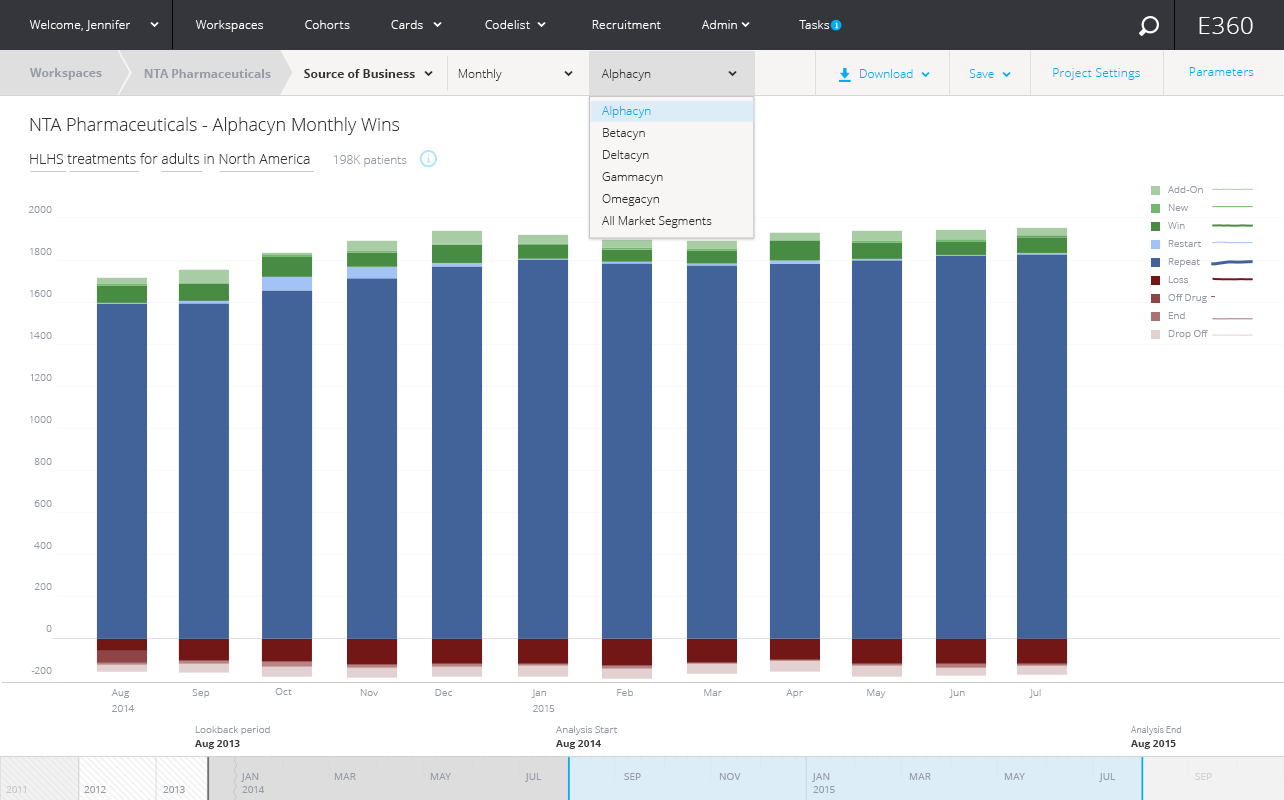 Welcome, Jennifer Workspaces Cohorts Cards Codelist Recruitment Admin Tasks E360
Workspaces NTA Pharmaceuticals Source of Business Monthly Alphacyn Download Save Project Settings Parameters
Alphacyn
Betacyn
Deltacyn
Gammacyn
Omegacyn
All Market Segments
NTA Pharmaceuticals - Alphacyn Monthly Wins
HLHS treatments for adults in North America 198K patients i
Add-On
New
Win
Restart
Repeat
Loss
Off Drug
End
Drop Off
2000
1800
1600
1400
1200
1000
800
600
400
200
0
-200
Aug Sep Oct Nov Dec Jan Feb Mar Apr May Jun Jul
2014 2015
Lookback period Analysis Start Analysis End
Aug 2013 Aug 2014 Aug 2015
JAN MAR MAY JUL SEP NOV JAN MAR MAY JUL SEP
2011 2012 2013 2014 2015